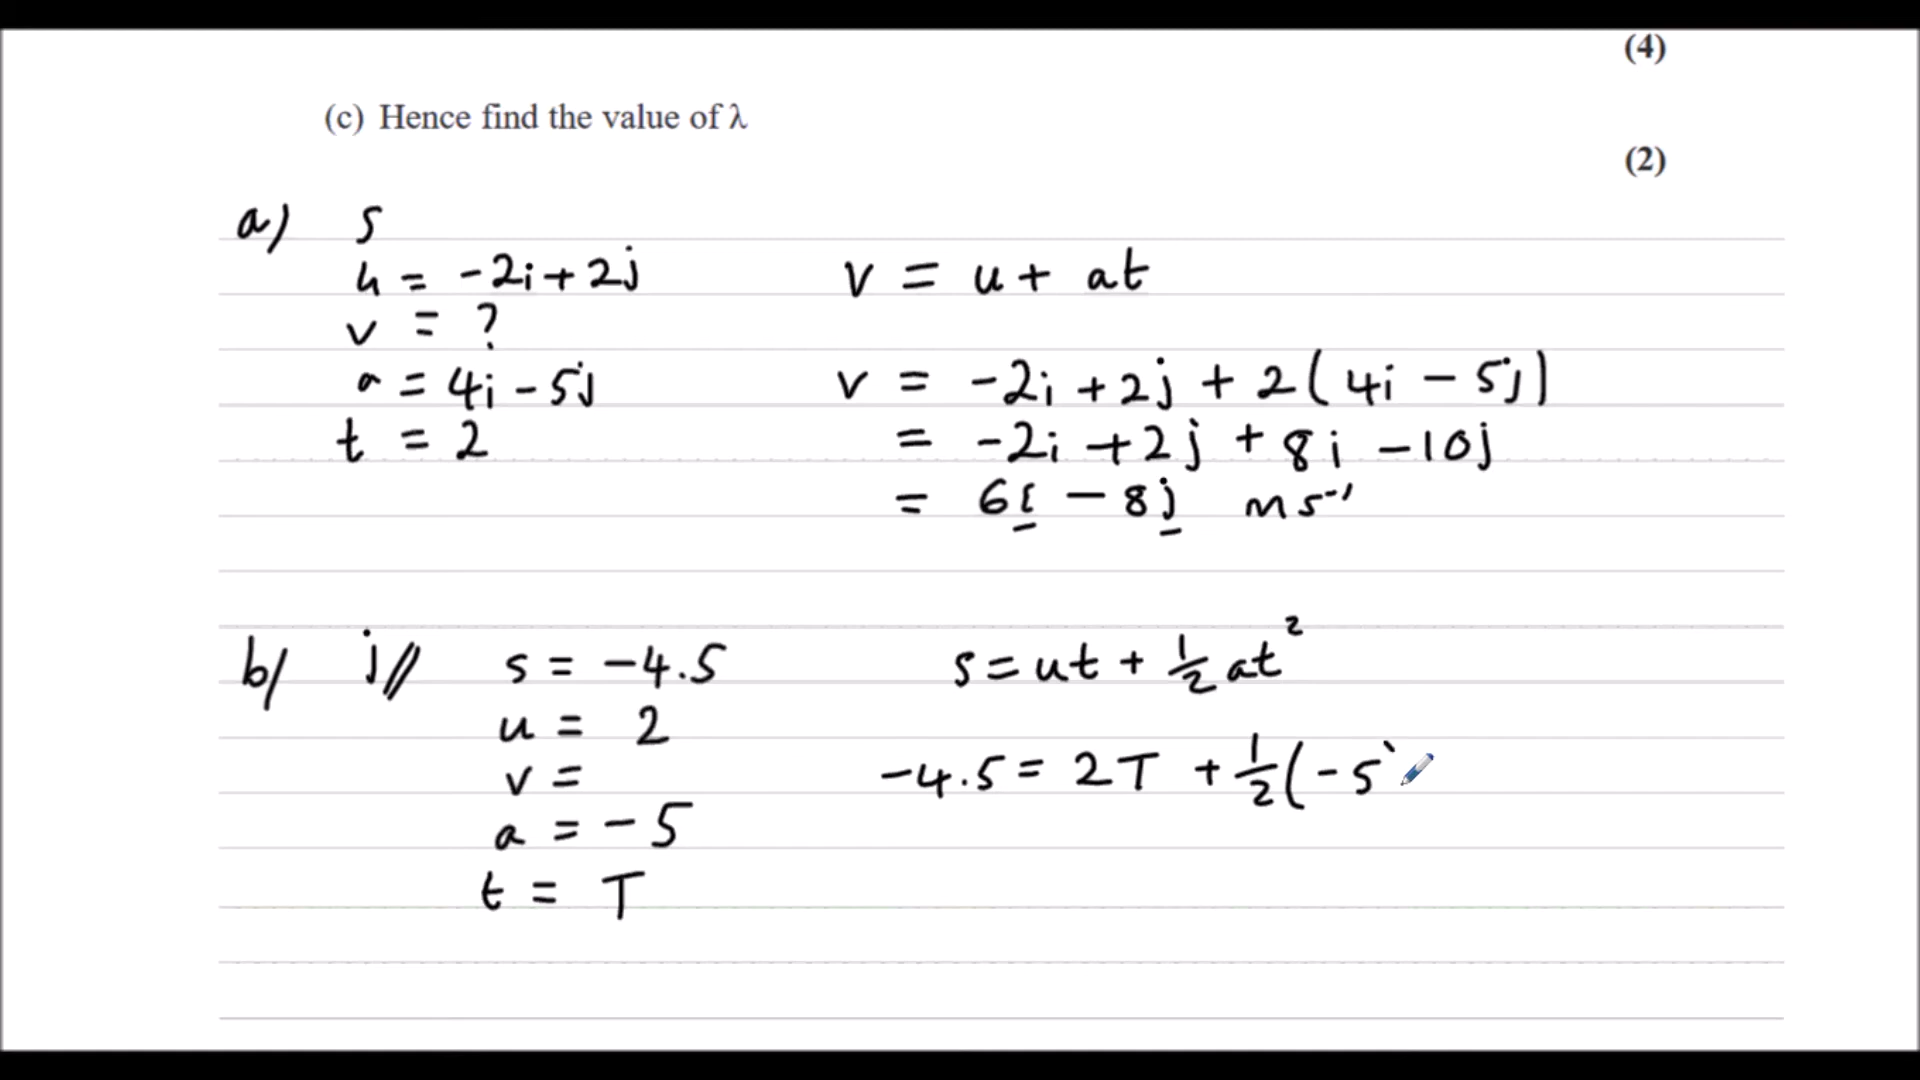 (4)
(c) Hence find the value of λ
(2)
a) s
u = -2i + 2j
v = ?
a = 4i - 5j
t = 2
v = u + at
v = -2i + 2j + 2(4i - 5j)
= -2i + 2j + 8i - 10j
= 6i - 8j ms⁻¹
b/ j// s = -4.5
u = 2
v =
a = -5
t = T
s = ut + ½at²
-4.5 = 2T + ½(-5